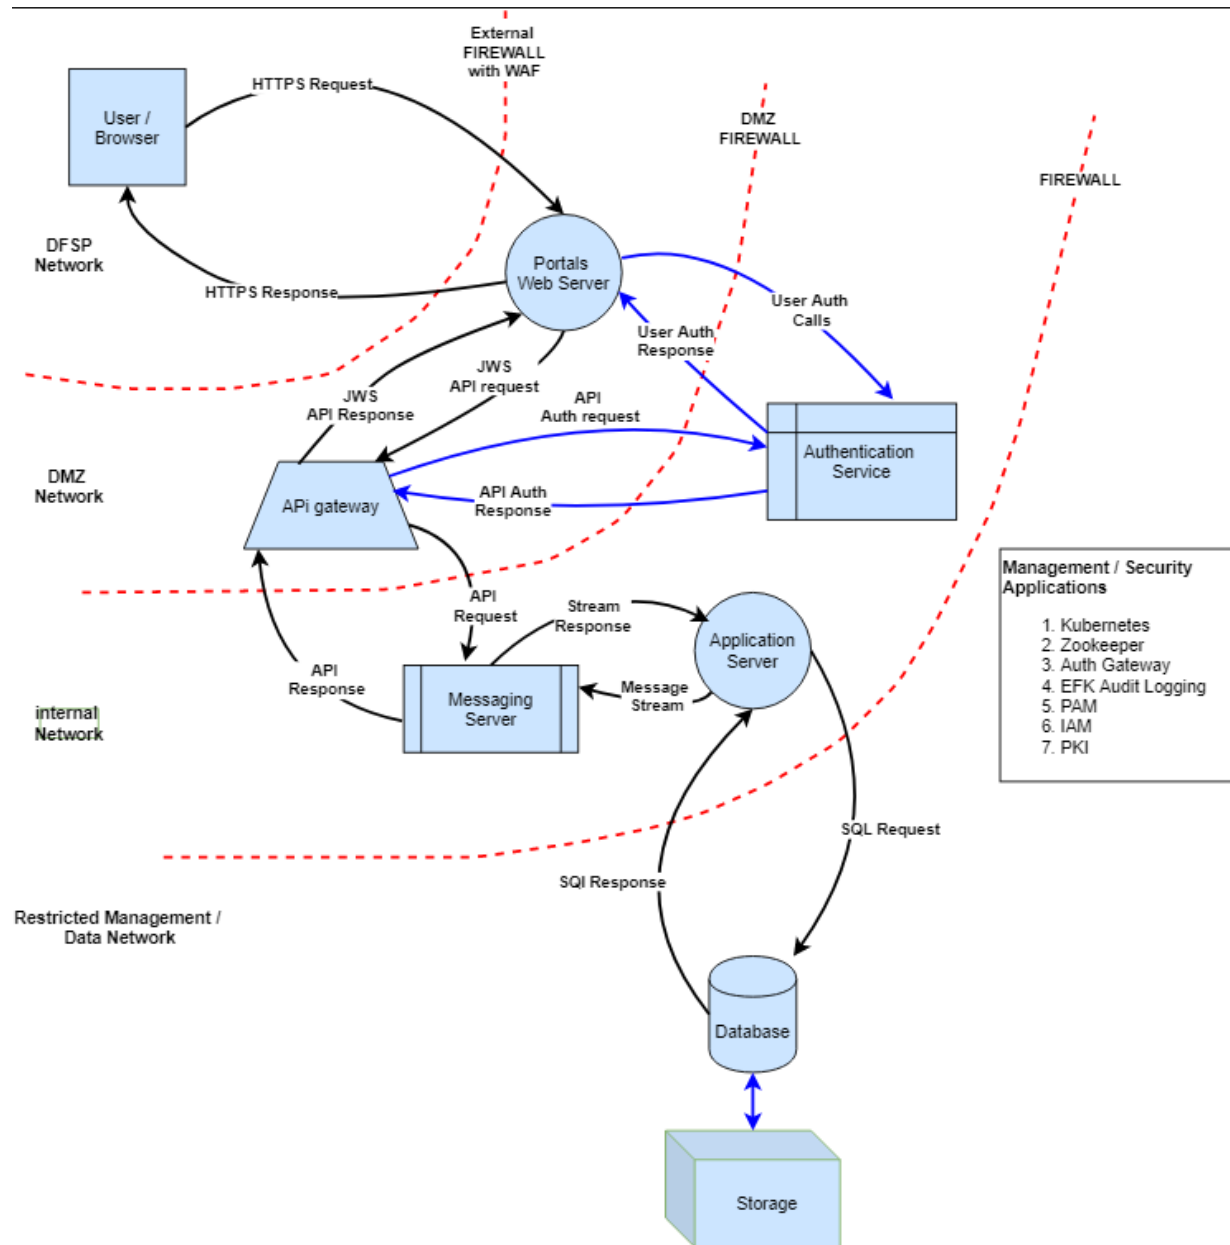 External
FIREWALL
with WAF
HTTPS Request
User /
Browser
DMZ
FIREWALL
FIREWALL
DFSP
Network
Portals
Web Server
HTTPS Response
User Auth
Calls
User Auth
Response
JWS
API request
JWS
API Response
API
Auth request
Authentication
Service
DMZ
Network
APi gateway
API Auth
Response
Management / Security
Applications
1. Kubernetes
2. Zookeeper
3. Auth Gateway
4. EFK Audit Logging
5. PAM
6. IAM
7. PKI
API
Request
Stream
Response
Application
Server
API
Response
Messaging
Server
Message
Stream
internal
Network
SQL Request
SQl Response
Restricted Management /
Data Network
Database
Storage